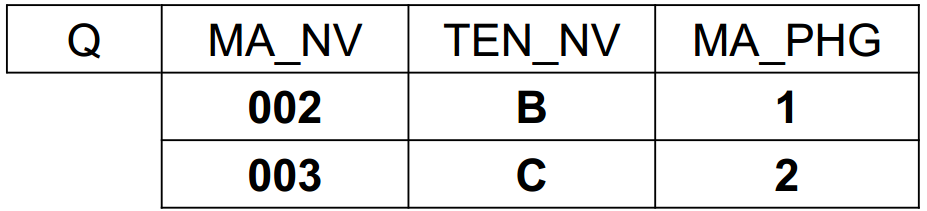 Q MA_NV TEN_NV MA_PHG
002 B 1
003 C 2